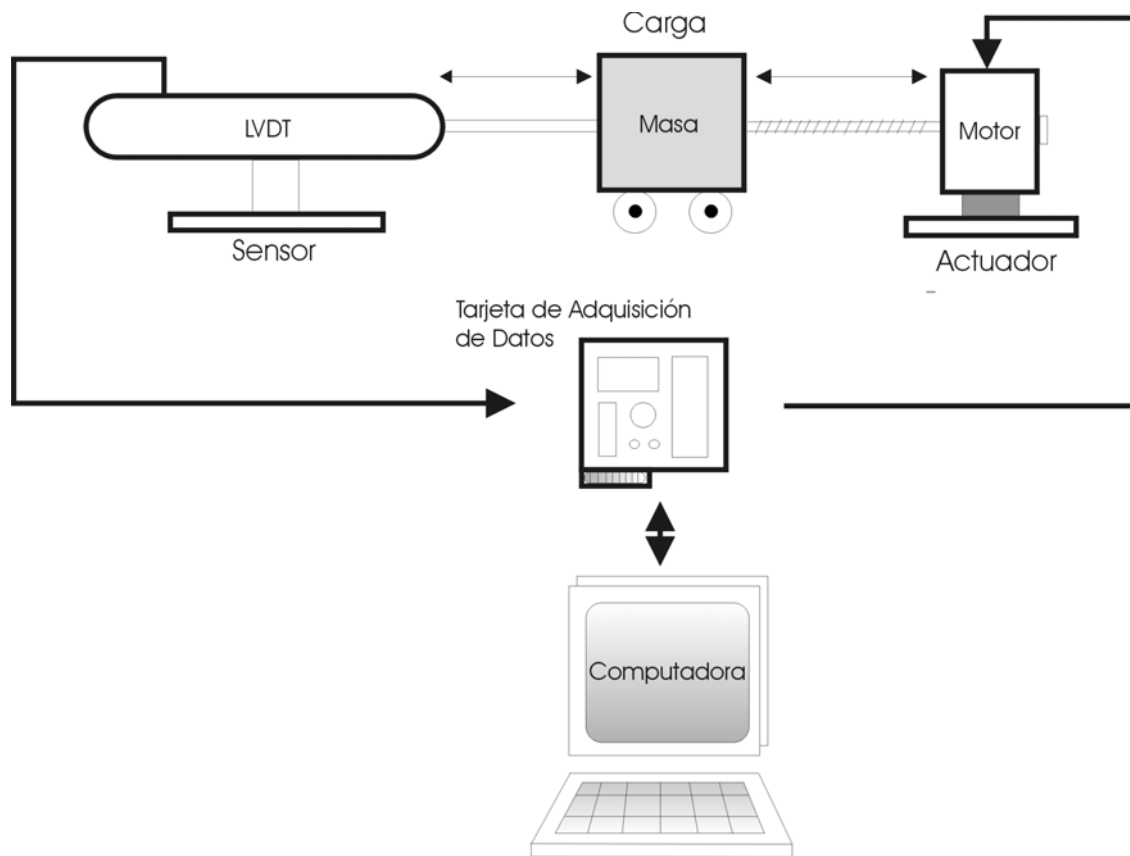 Carga
LVDT
Masa
Motor
Sensor
Actuador
Tarjeta de Adquisición
de Datos
Computadora